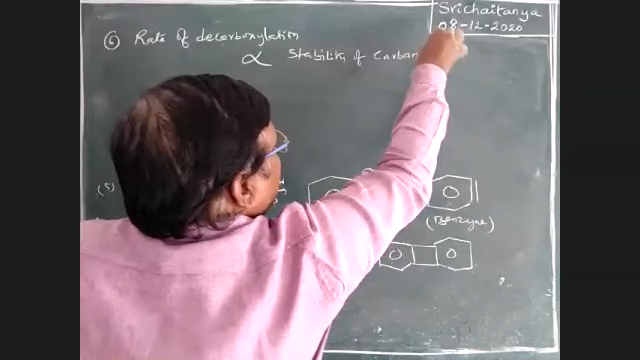 Srichaitanya
08-12-2020
(6) Rate of decarboxylation
∝ Stability of Carban
(5)
(Benzyne)